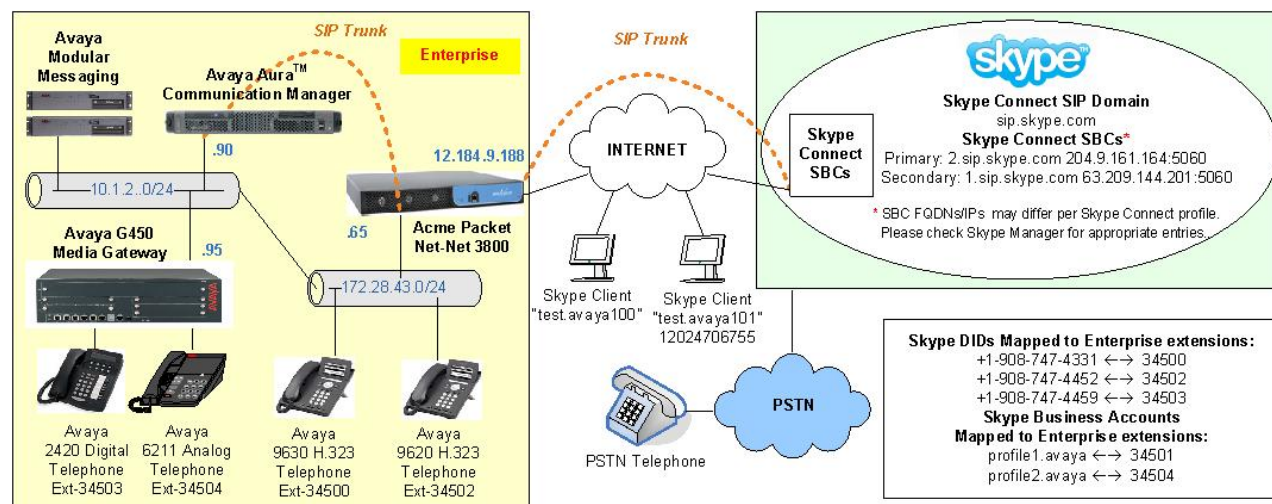 Avaya
Modular
Messaging
SIP Trunk
Enterprise
Avaya Aura™
Communication Manager
.90
12.184.9.188
10.1.2..0/24
Avaya G450
Media Gateway
.95
.65
Acme Packet
Net-Net 3800
AVAYA
172.28.43.0/24
Avaya
2420 Digital
Telephone
Ext-34503
Avaya
6211 Analog
Telephone
Ext-34504
Avaya
9630 H.323
Telephone
Ext-34500
Avaya
9620 H.323
Telephone
Ext-34502
SIP Trunk
INTERNET
Skype Client
"test.avaya100"
Skype Client
"test.avaya101"
12024706755
PSTN
PSTN Telephone
Skype
Connect
SBCs
skype™
Skype Connect SIP Domain
sip.skype.com
Skype Connect SBCs*
Primary: 2.sip.skype.com 204.9.161.164:5060
Secondary: 1.sip.skype.com 63.209.144.201:5060
* SBC FQDNs/IPs may differ per Skype Connect profile.
Please check Skype Manager for appropriate entries.
Skype DIDs Mapped to Enterprise extensions:
+1-908-747-4331 ←→ 34500
+1-908-747-4452 ←→ 34502
+1-908-747-4459 ←→ 34503
Skype Business Accounts
Mapped to Enterprise extensions:
profile1.avaya ←→ 34501
profile2.avaya ←→ 34504